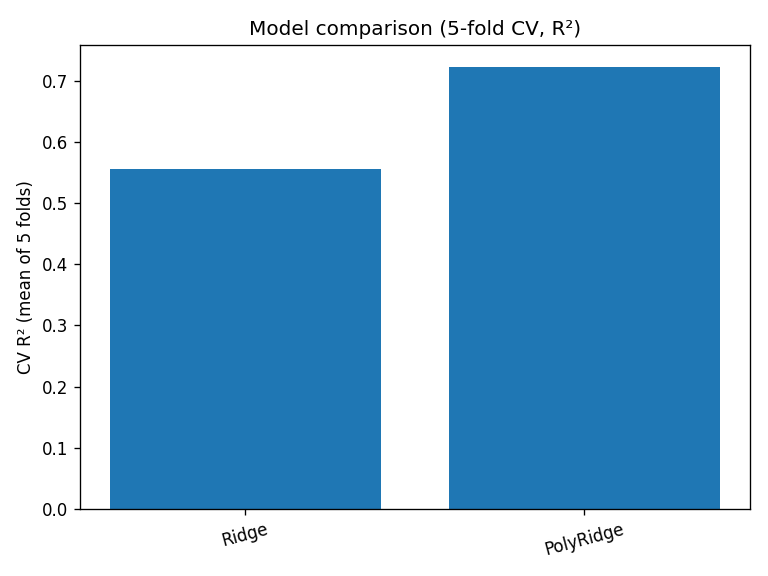 Model comparison (5-fold CV, R²)
CV R² (mean of 5 folds)
0.7
0.6
0.5
0.4
0.3
0.2
0.1
0.0
Ridge
PolyRidge